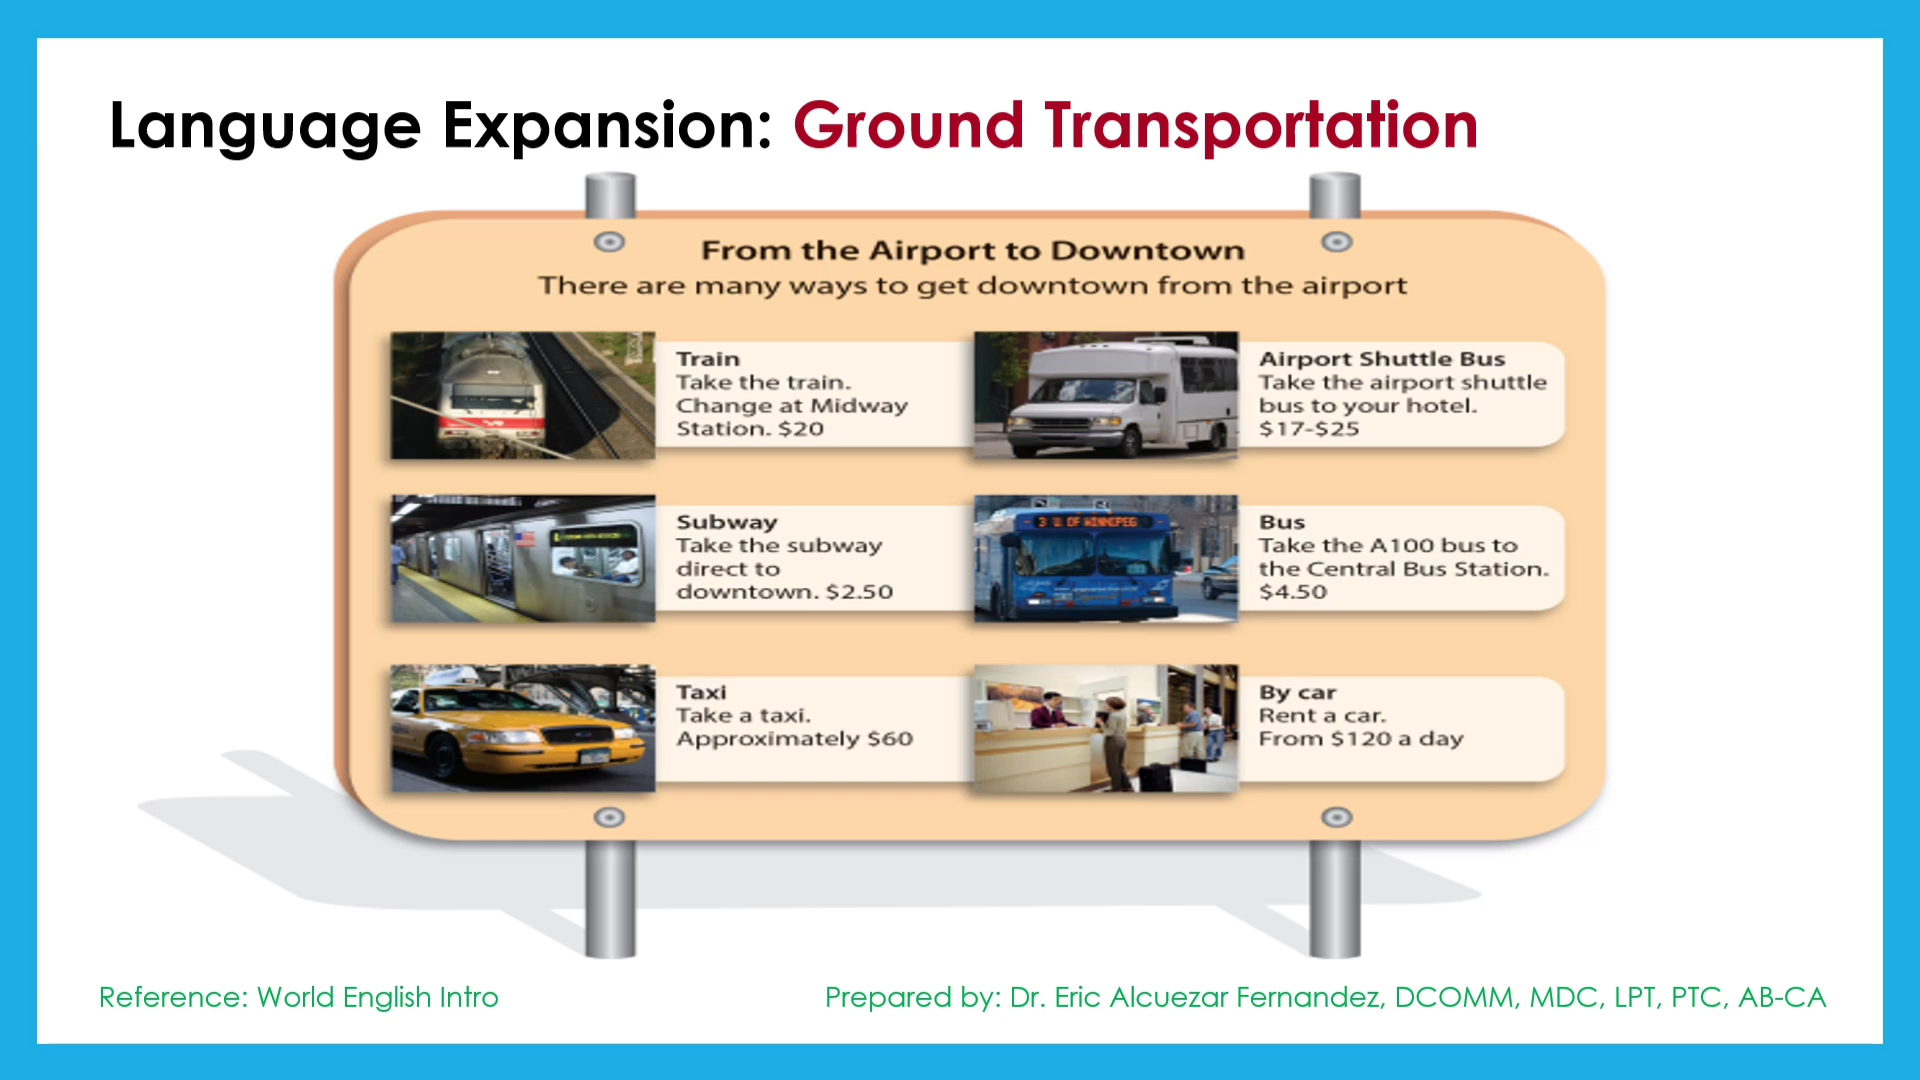 Language Expansion: Ground Transportation
From the Airport to Downtown
There are many ways to get downtown from the airport
Train
Take the train.
Change at Midway
Station. $20
Airport Shuttle Bus
Take the airport shuttle
bus to your hotel.
$17-$25
Subway
Take the subway
direct to
downtown. $2.50
3 U OF WINNIPEG
Bus
Take the A100 bus to
the Central Bus Station.
$4.50
Taxi
Take a taxi.
Approximately $60
By car
Rent a car.
From $120 a day
Reference: World English Intro
Prepared by: Dr. Eric Alcuezar Fernandez, DCOMM, MDC, LPT, PTC, AB-CA